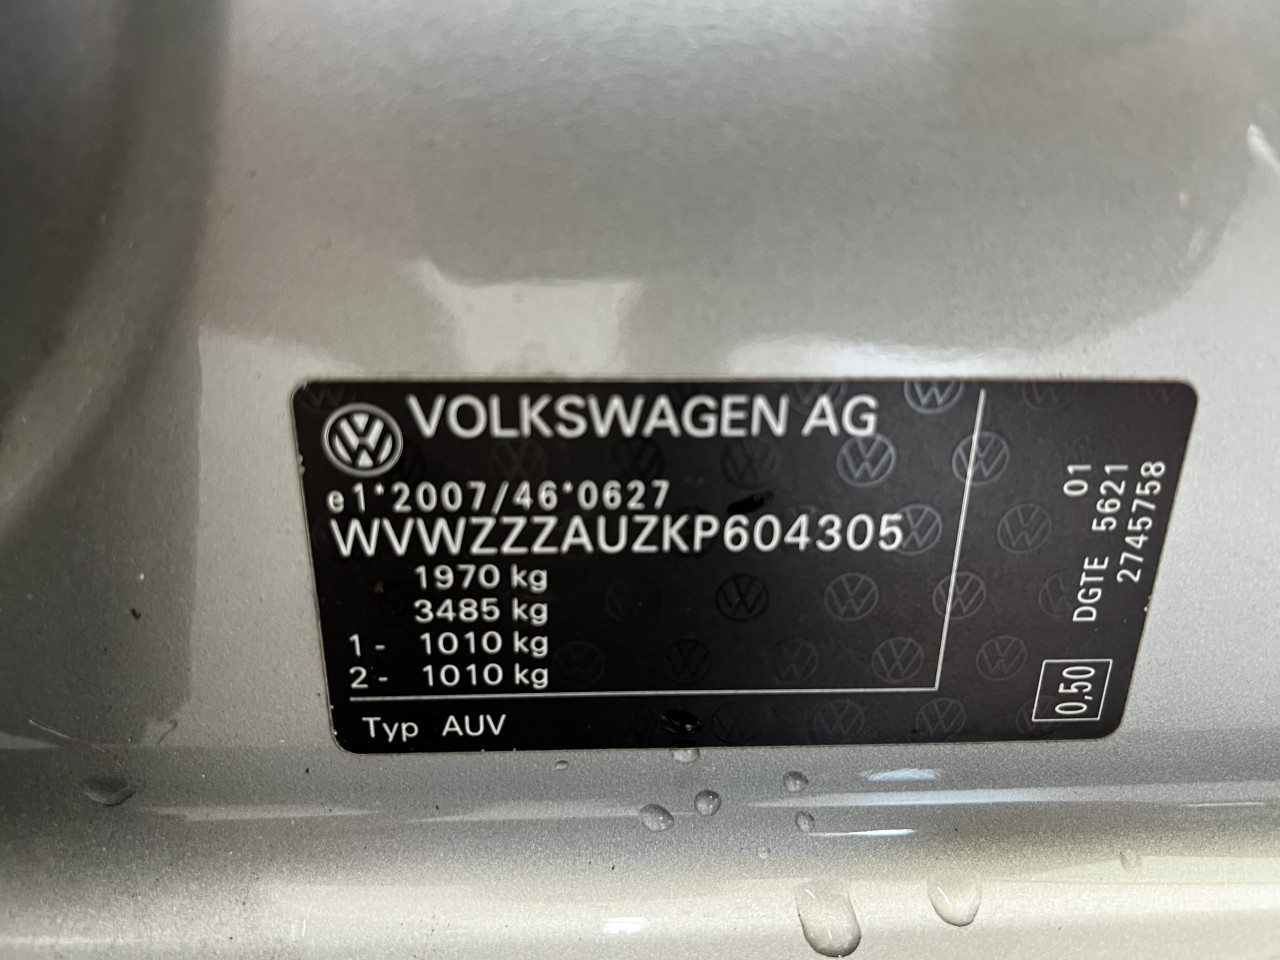 VOLKSWAGEN AG
e1*2007/46*0627
WVWZZZAUZKP604305
1970 kg
3485 kg
1- 1010 kg
2- 1010 kg
Typ AUV
01
DGTE 5621
2745758
0,50